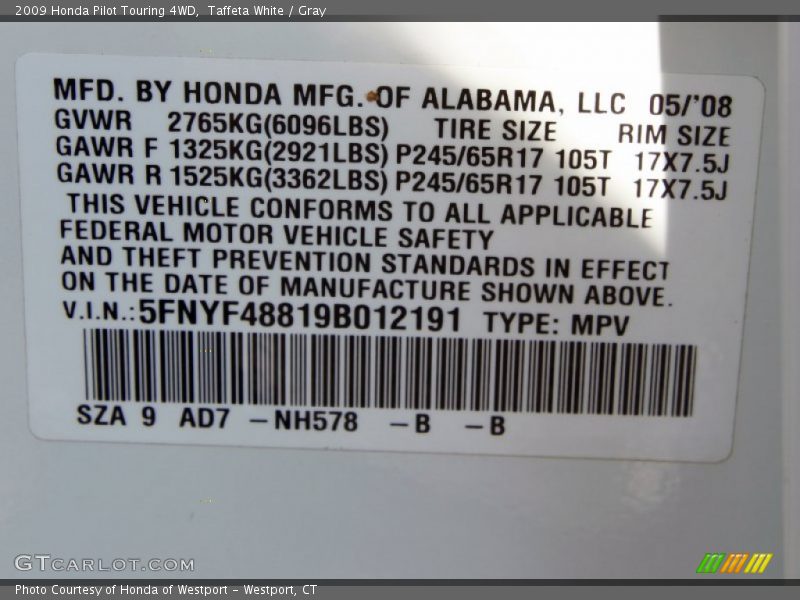 2009 Honda Pilot Touring 4WD, Taffeta White / Gray
MFD. BY HONDA MFG. OF ALABAMA, LLC 05/'08
GVWR 2765KG(6096LBS) TIRE SIZE RIM SIZE
GAWR F 1325KG(2921LBS) P245/65R17 105T 17X7.5J
GAWR R 1525KG(3362LBS) P245/65R17 105T 17X7.5J
THIS VEHICLE CONFORMS TO ALL APPLICABLE
FEDERAL MOTOR VEHICLE SAFETY
AND THEFT PREVENTION STANDARDS IN EFFECT
ON THE DATE OF MANUFACTURE SHOWN ABOVE.
V.I.N.: 5FNYF48819B012191 TYPE: MPV
SZA 9 AD7 - NH578 - B - B
GTCARLOT.COM
Photo Courtesy of Honda of Westport - Westport, CT